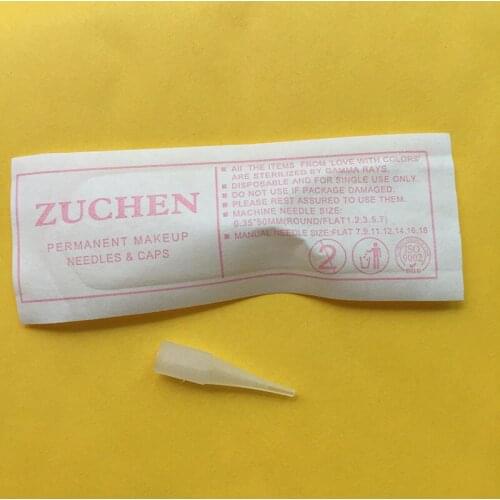 ZUCHEN
PERMANENT MAKEUP
NEEDLES & CAPS
All THE ITEMS FROM 'LOVE WITH COLORS'
ARE STERILIZED BY GAMMA RAYS.
DISPOSABLE AND FOR SINGLE USE ONLY.
DO NOT USE IF PACKAGE DAMAGED.
PLEASE REST ASSURED TO USE THEM.
MACHINE NEEDLE SIZE:
0.35*50MM(ROUND/FLAT1.2;3.5.7)
MANUAL NEEDLE SIZE:FLAT 7,9,11,12,14,16,18
2
ISO
9002